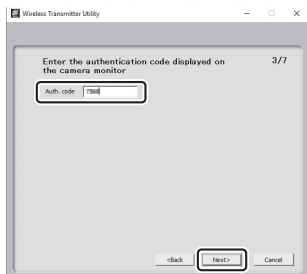 Wireless Transmitter Utility
Enter the authentication code displayed on
the camera monitor
3/7
Auth. code
<Back
Next>
Cancel